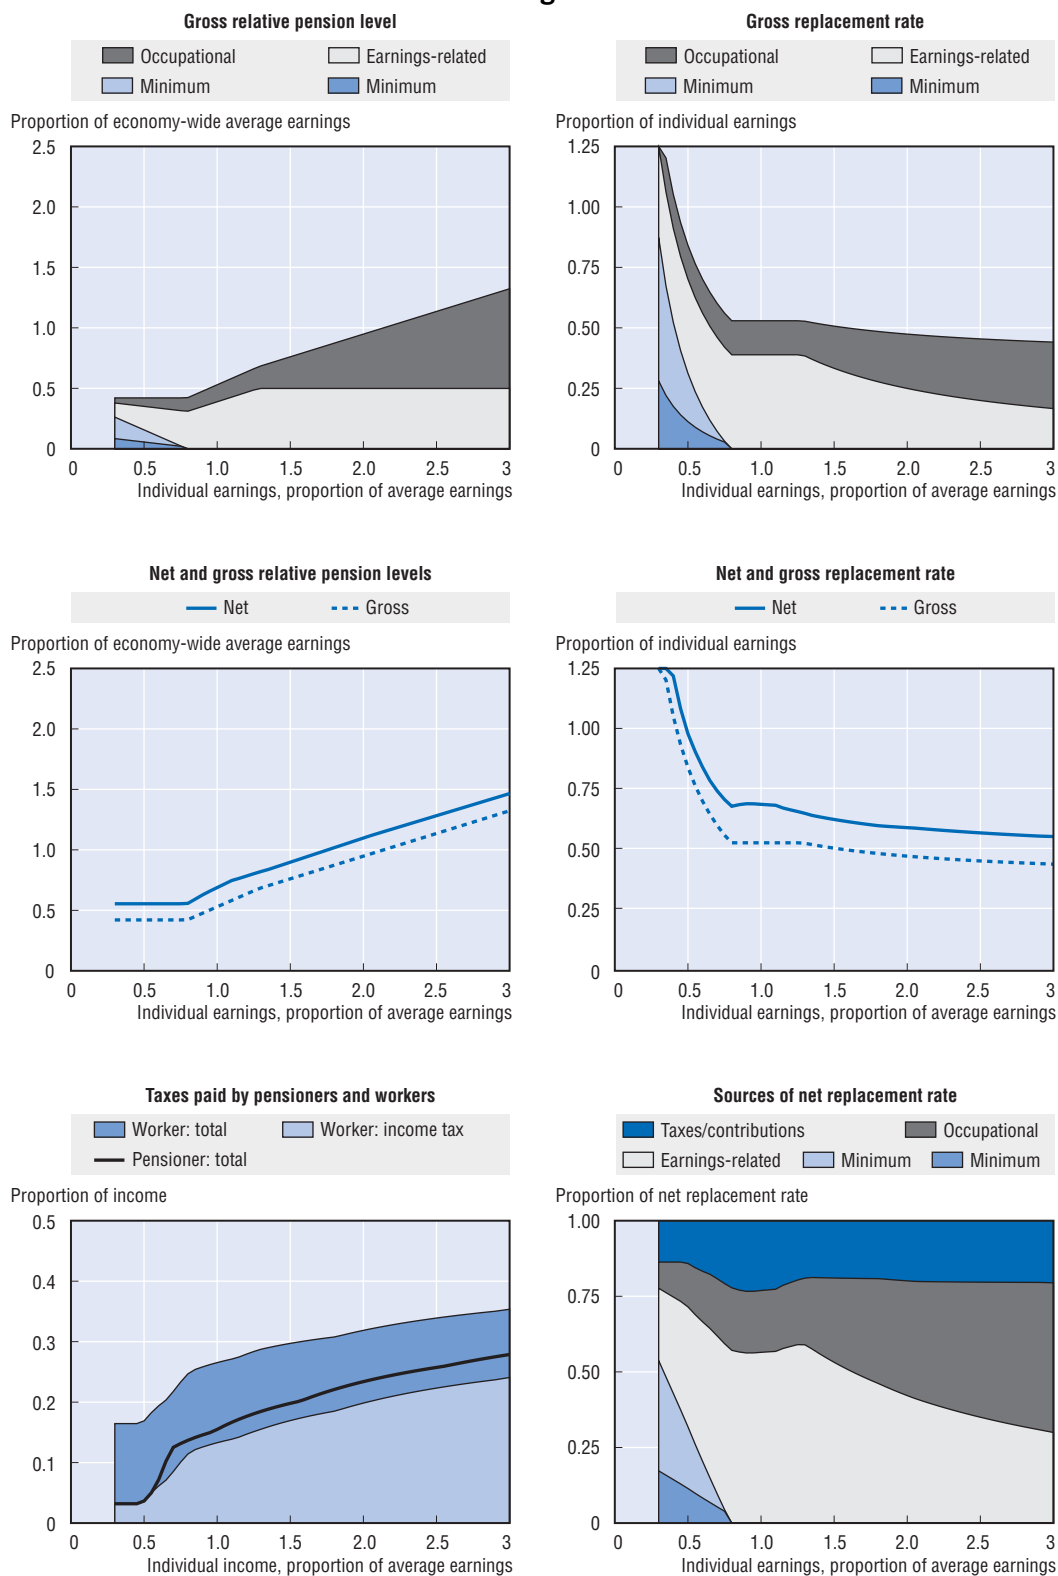 g
Gross relative pension level
Occupational Earnings-related
Minimum Minimum
Proportion of economy-wide average earnings
2.5
2.0
1.5
1.0
0.5
0
0 0.5 1.0 1.5 2.0 2.5 3
Individual earnings, proportion of average earnings
Gross replacement rate
Occupational Earnings-related
Minimum Minimum
Proportion of individual earnings
1.25
1.00
0.75
0.50
0.25
0
0 0.5 1.0 1.5 2.0 2.5 3
Individual earnings, proportion of average earnings
Net and gross relative pension levels
Net Gross
Proportion of economy-wide average earnings
2.5
2.0
1.5
1.0
0.5
0
0 0.5 1.0 1.5 2.0 2.5 3
Individual earnings, proportion of average earnings
Net and gross replacement rate
Net Gross
Proportion of individual earnings
1.25
1.00
0.75
0.50
0.25
0
0 0.5 1.0 1.5 2.0 2.5 3
Individual earnings, proportion of average earnings
Taxes paid by pensioners and workers
Worker: total Worker: income tax
Pensioner: total
Proportion of income
0.5
0.4
0.3
0.2
0.1
0
0 0.5 1.0 1.5 2.0 2.5 3
Individual income, proportion of average earnings
Sources of net replacement rate
Taxes/contributions Occupational
Earnings-related Minimum Minimum
Proportion of net replacement rate
1.00
0.75
0.50
0.25
0
0 0.5 1.0 1.5 2.0 2.5 3
Individual earnings, proportion of average earnings